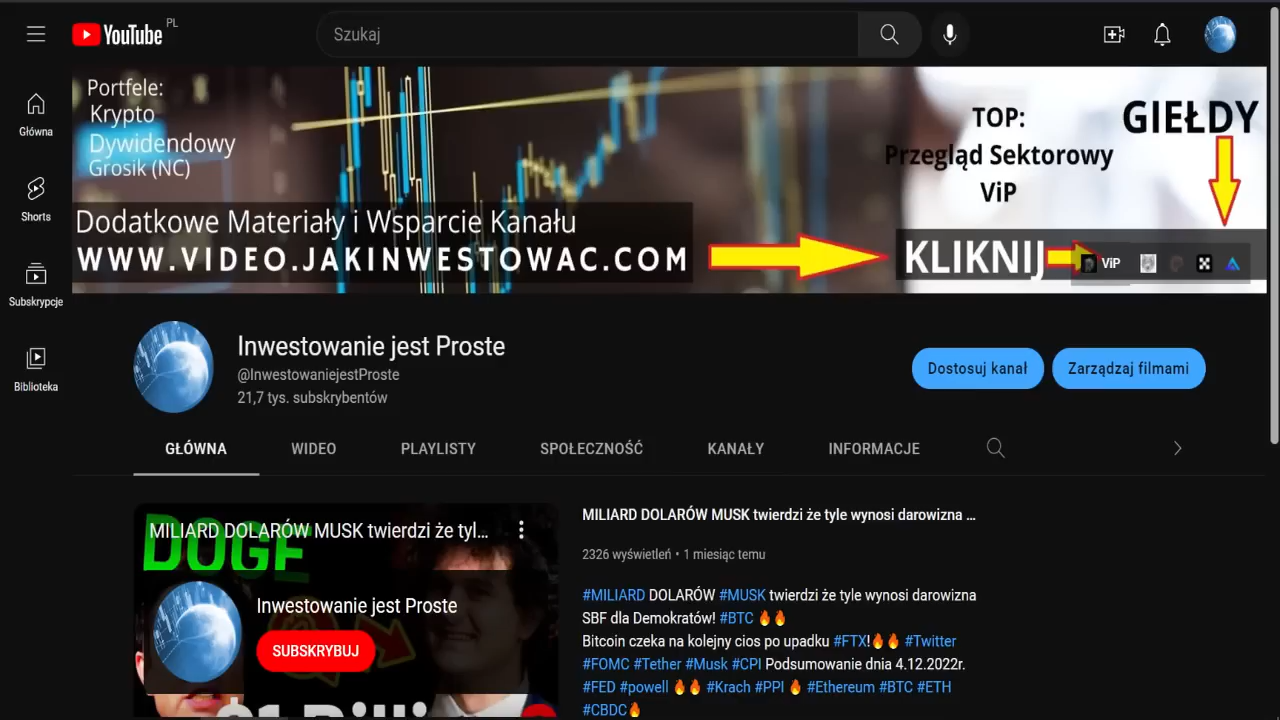 YouTube PL
Szukaj
Główna
Shorts
Subskrypcje
Biblioteka
Portfele:
Krypto
Dywidendowy
Grosik (NC)
Dodatkowe Materiały i Wsparcie Kanału
WWW.VIDEO.JAKINWESTOWAC.COM
TOP:
Przegląd Sektorowy
ViP
GIEŁDY
KLIKNIJ
ViP
Inwestowanie jest Proste
@InwestowaniejestProste
21,7 tys. subskrybentów
Dostosuj kanał
Zarządzaj filmami
GŁÓWNA
WIDEO
PLAYLISTY
SPOŁECZNOŚĆ
KANAŁY
INFORMACJE
MILIARD DOLARÓW MUSK twierdzi że tyl...
DOGE
Inwestowanie jest Proste
SUBSKRYBUJ
MILIARD DOLARÓW MUSK twierdzi że tyle wynosi darowizna ...
2326 wyświetleń • 1 miesiąc temu
#MILIARD DOLARÓW #MUSK twierdzi że tyle wynosi darowizna
SBF dla Demokratów! #BTC 🔥🔥
Bitcoin czeka na kolejny cios po upadku #FTX!🔥🔥 #Twitter
#FOMC #Tether #Musk #CPI Podsumowanie dnia 4.12.2022r.
#FED #powell 🔥🔥 #Krach #PPI 🔥 #Ethereum #BTC #ETH
#CBDC🔥